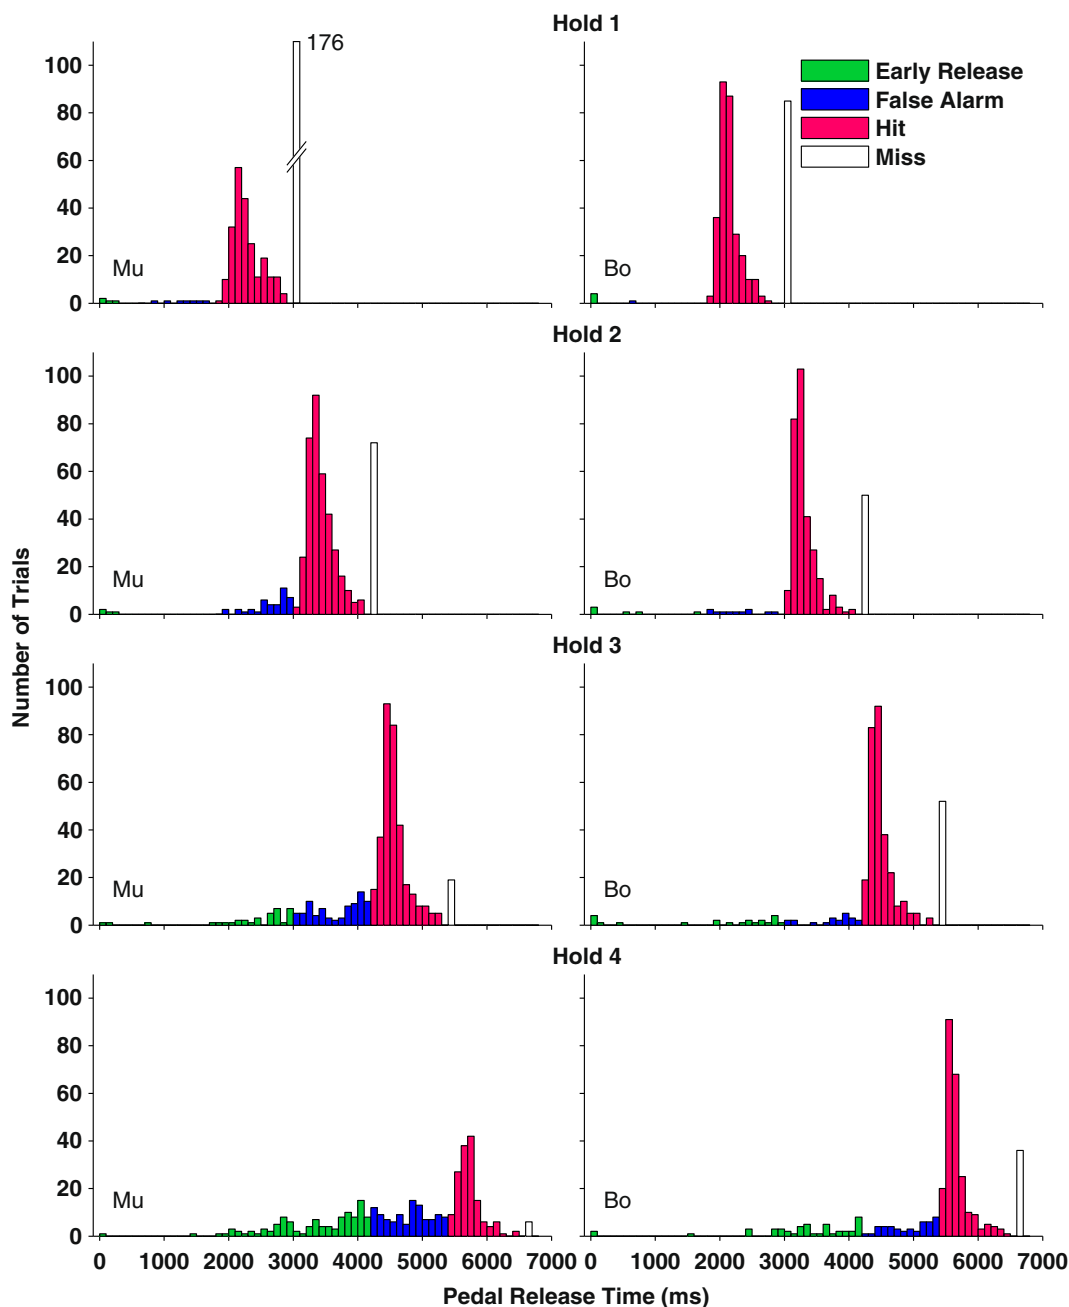 Hold 1
176
100
80
60
40
20
0
Mu
Bo
Early Release
False Alarm
Hit
Miss
Hold 2
100
80
60
40
20
0
Mu
Bo
Hold 3
100
80
60
40
20
0
Mu
Bo
Hold 4
100
80
60
40
20
0
Mu
Bo
0 1000 2000 3000 4000 5000 6000 7000
0 1000 2000 3000 4000 5000 6000 7000
Number of Trials
Pedal Release Time (ms)